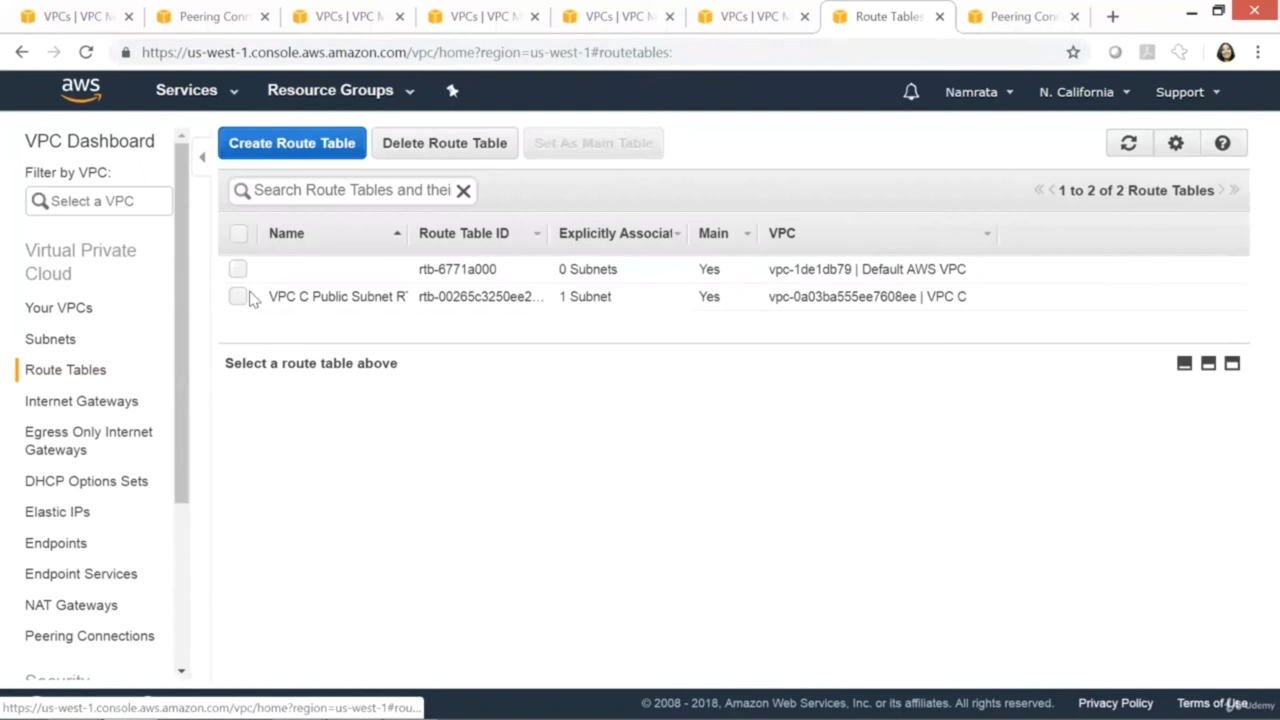 VPCs | VPC M
Peering Conn
VPCs | VPC M
VPCs | VPC M
VPCs | VPC M
VPCs | VPC M
Route Tables
Peering Conn
https://us-west-1.console.aws.amazon.com/vpc/home?region=us-west-1#routetables:
aws
Services
Resource Groups
Namrata
N. California
Support
VPC Dashboard
Filter by VPC:
Select a VPC
Virtual Private
Cloud
Your VPCs
Subnets
Route Tables
Internet Gateways
Egress Only Internet
Gateways
DHCP Options Sets
Elastic IPs
Endpoints
Endpoint Services
NAT Gateways
Peering Connections
Security
Create Route Table
Delete Route Table
Set As Main Table
Search Route Tables and thei
1 to 2 of 2 Route Tables
Name
Route Table ID
Explicitly Associat
Main
VPC
rtb-6771a000
0 Subnets
Yes
vpc-1de1db79 | Default AWS VPC
VPC C Public Subnet R
rtb-00265c3250ee2...
1 Subnet
Yes
vpc-0a03ba555ee7608ee | VPC C
Select a route table above
https://us-west-1.console.aws.amazon.com/vpc/home?region=us-west-1#rou...
© 2008 - 2018, Amazon Web Services, Inc. or its affiliates. All rights reserved.
Privacy Policy
Terms of Use
Udemy